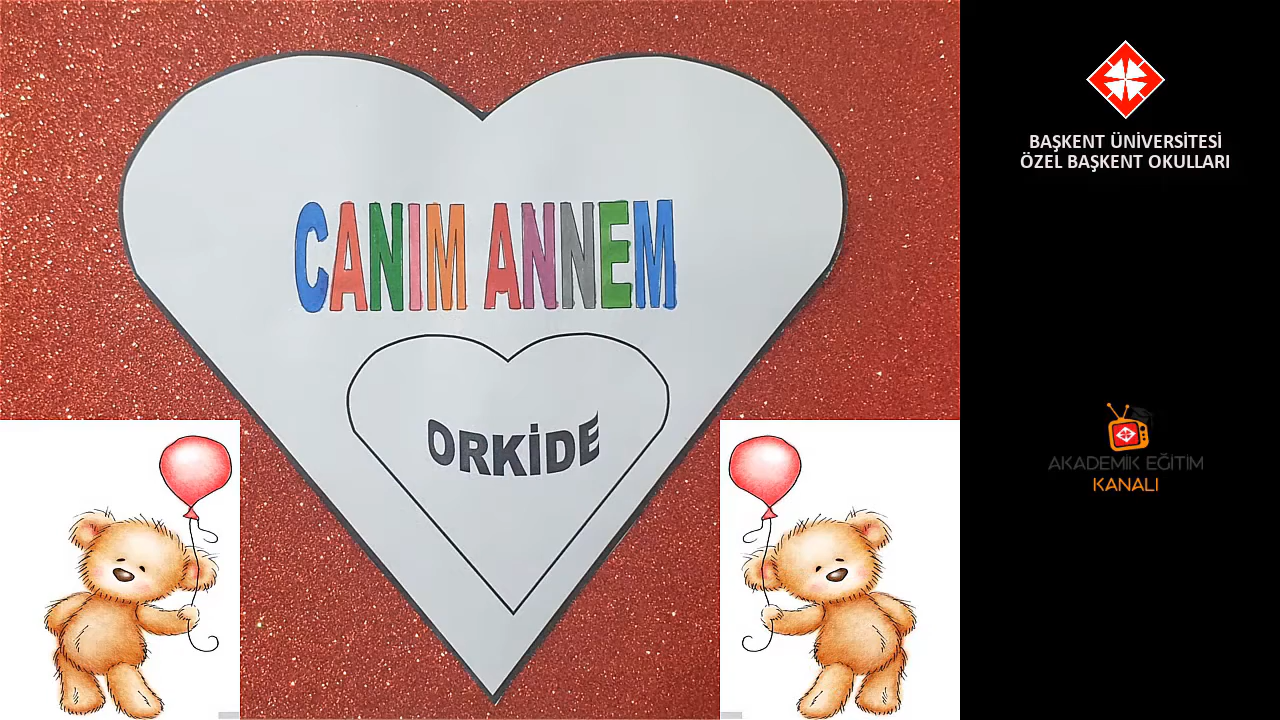 CANIM ANNEM
ORKİDE
BAŞKENT ÜNİVERSİTESİ
ÖZEL BAŞKENT OKULLARI
AKADEMİK EĞİTİM
KANALI